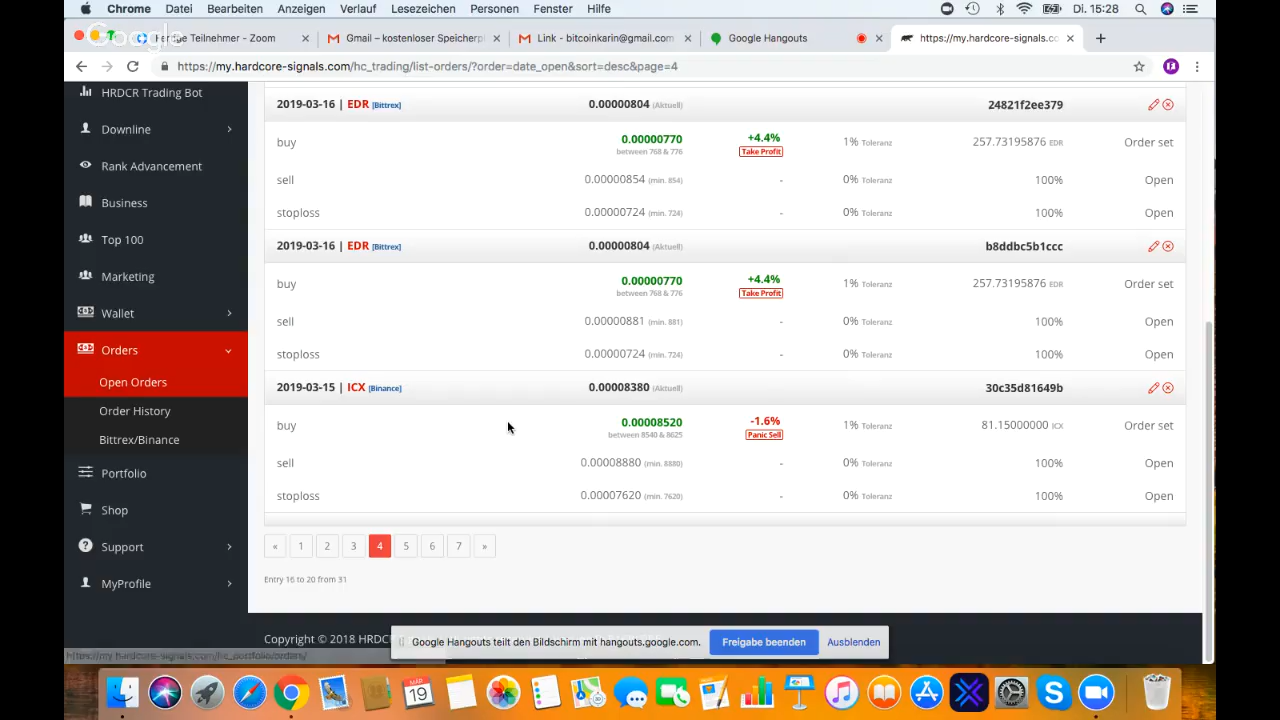 Chrome Datei Bearbeiten Anzeigen Verlauf Lesezeichen Personen Fenster Hilfe Di. 15:28
Google Teilnehmer - Zoom Gmail – kostenloser Speicherpl Link - bitcoinkarin@gmail.com Google Hangouts https://my.hardcore-signals.co
https://my.hardcore-signals.com/hc_trading/list-orders/?order=date_open&sort=desc&page=4
HRDCR Trading Bot
Downline
Rank Advancement
Business
Top 100
Marketing
Wallet
Orders
Open Orders
Order History
Bittrex/Binance
Portfolio
Shop
Support
MyProfile
2019-03-16 | EDR [Bittrex] 0.00000804 (Aktuell) 24821f2ee379
buy 0.00000770 +4.4% 1% Toleranz 257.73195876 EDR Order set
between 768 & 776 Take Profit
sell 0.00000854 (min. 854) - 0% Toleranz 100% Open
stoploss 0.00000724 (min. 724) - 0% Toleranz 100% Open
2019-03-16 | EDR [Bittrex] 0.00000804 (Aktuell) b8ddbc5b1ccc
buy 0.00000770 +4.4% 1% Toleranz 257.73195876 EDR Order set
between 768 & 776 Take Profit
sell 0.00000881 (min. 881) - 0% Toleranz 100% Open
stoploss 0.00000724 (min. 724) - 0% Toleranz 100% Open
2019-03-15 | ICX [Binance] 0.00008380 (Aktuell) 30c35d81649b
buy 0.00008520 -1.6% 1% Toleranz 81.15000000 ICX Order set
between 8540 & 8625 Panic Sell
sell 0.00008880 (min. 8880) - 0% Toleranz 100% Open
stoploss 0.00007620 (min. 7620) - 0% Toleranz 100% Open
« 1 2 3 4 5 6 7 »
Entry 16 to 20 from 31
Copyright © 2018 HRDC
Google Hangouts teilt den Bildschirm mit hangouts.google.com. Freigabe beenden Ausblenden
https://my.hardcore-signals.com/hc_portfolio/orders/
MAR
19